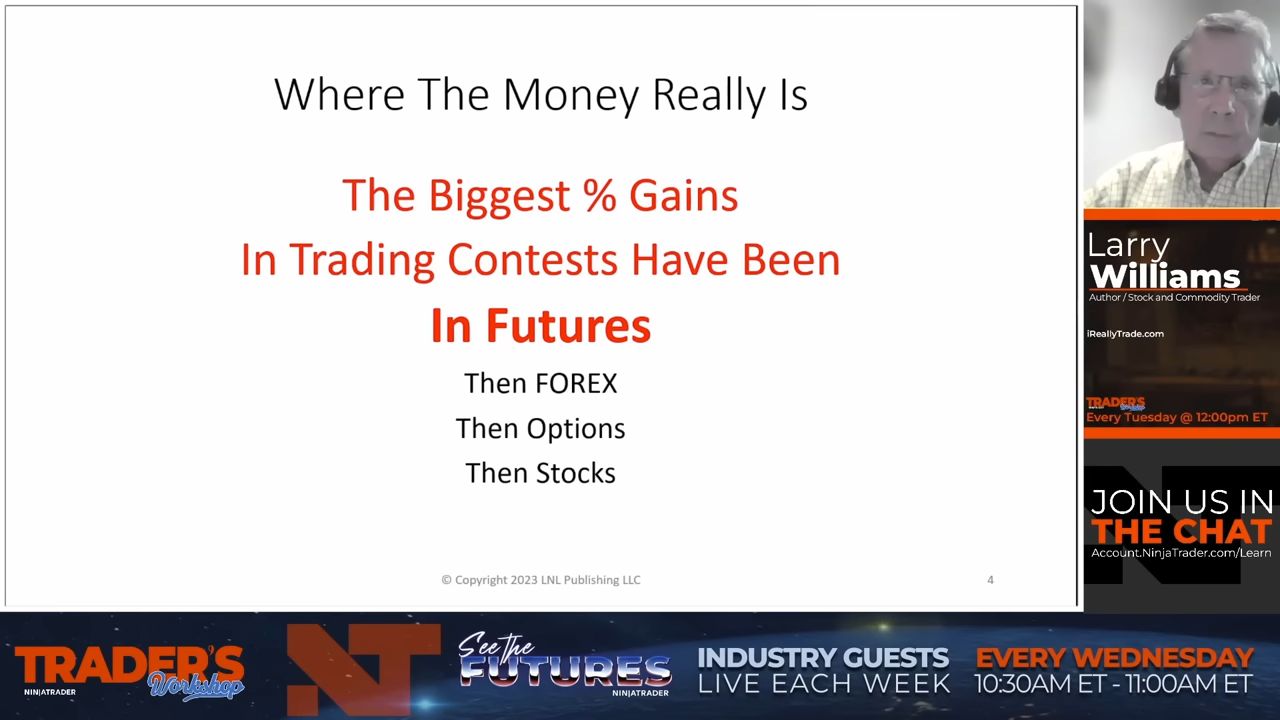 Where The Money Really Is
The Biggest % Gains
In Trading Contests Have Been
In Futures
Then FOREX
Then Options
Then Stocks
© Copyright 2023 LNL Publishing LLC
4
Larry
Williams
Author / Stock and Commodity Trader
iReallyTrade.com
TRADER'S
Workshop
Every Tuesday @ 12:00pm ET
JOIN US IN
THE CHAT
Account.NinjaTrader.com/Learn
TRADER'S
NINJATRADER
Workshop
NT
See the
FUTURES
NINJATRADER
INDUSTRY GUESTS
LIVE EACH WEEK
EVERY WEDNESDAY
10:30AM ET - 11:00AM ET